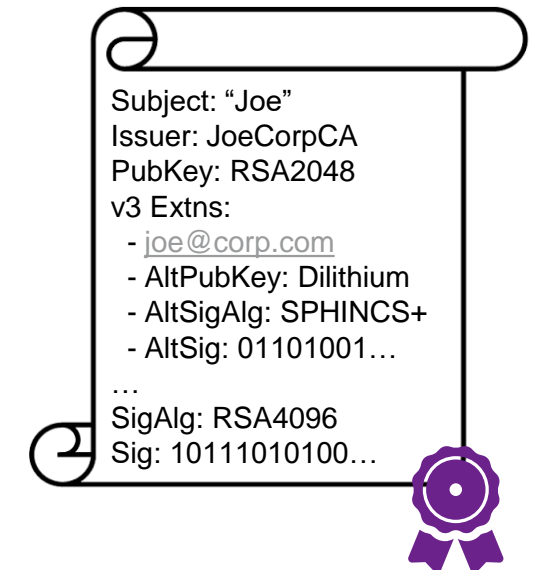 Subject: “Joe”
Issuer: JoeCorpCA
PubKey: RSA2048
v3 Extns:
- joe@corp.com
- AltPubKey: Dilithium
- AltSigAlg: SPHINCS+
- AltSig: 01101001…
…
SigAlg: RSA4096
Sig: 10111010100…